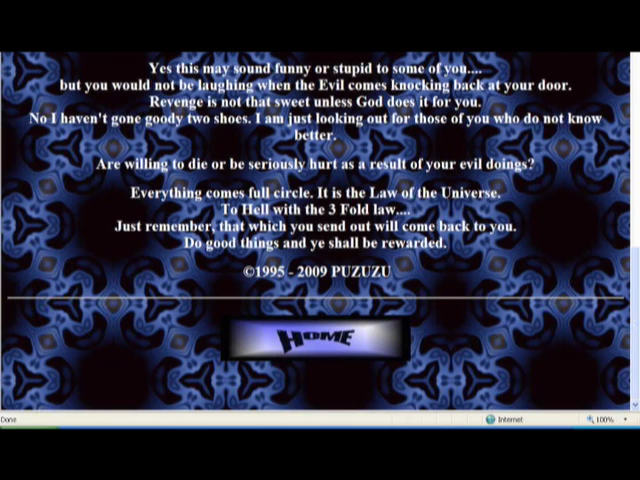 Yes this may sound funny or stupid to some of you....
but you would not be laughing when the Evil comes knocking back at your door.
Revenge is not that sweet unless God does it for you.
No I haven't gone goody two shoes. I am just looking out for those of you who do not know
better.
Are willing to die or be seriously hurt as a result of your evil doings?
Everything comes full circle. It is the Law of the Universe.
To Hell with the 3 Fold law....
Just remember, that which you send out will come back to you.
Do good things and ye shall be rewarded.
©1995 - 2009 PUZUZU
HOME
Done Internet 100%